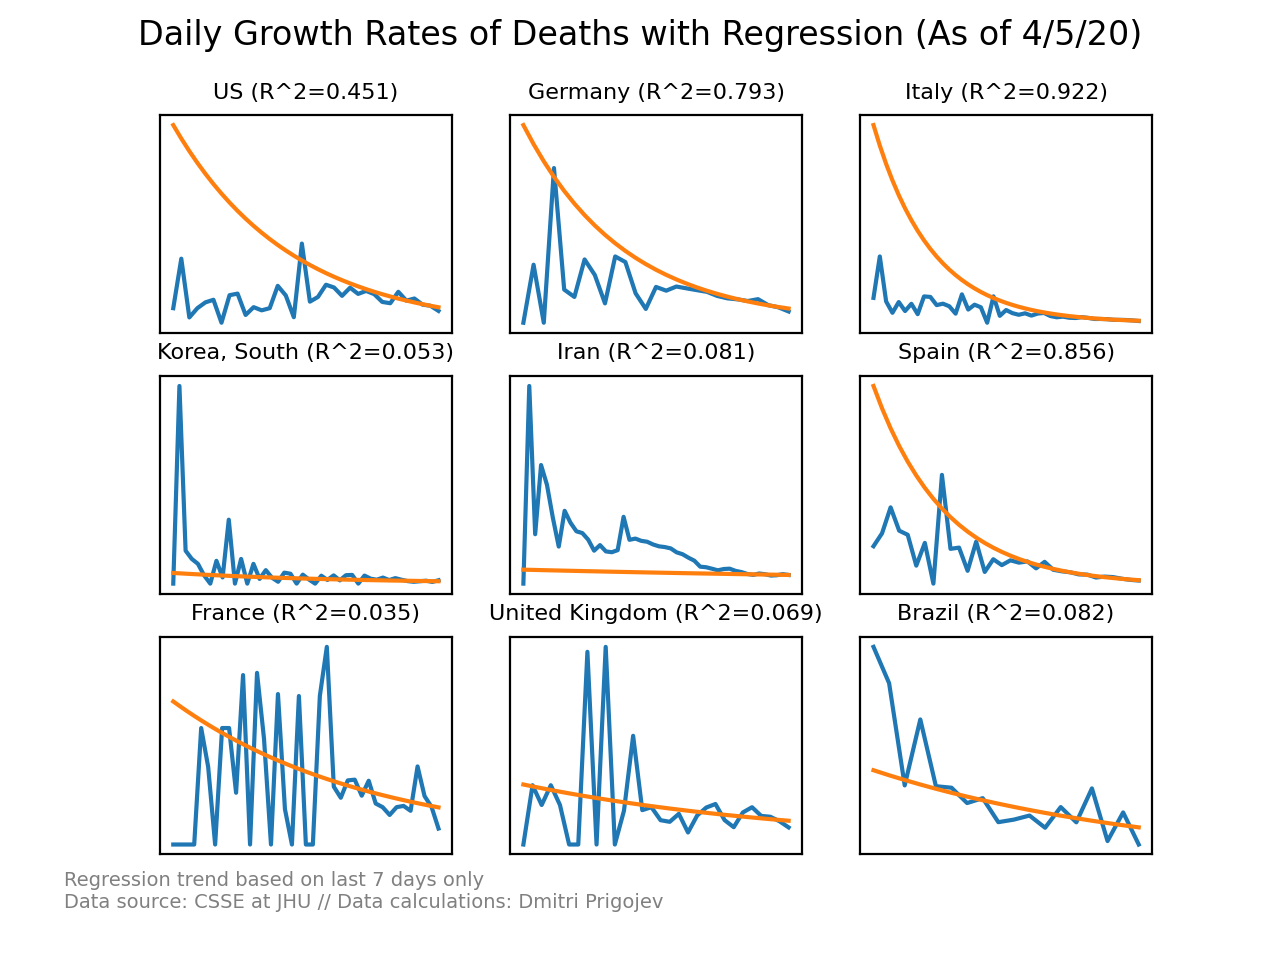 Daily Growth Rates of Deaths with Regression (As of 4/5/20)
US (R^2=0.451)
Germany (R^2=0.793)
Italy (R^2=0.922)
Korea, South (R^2=0.053)
Iran (R^2=0.081)
Spain (R^2=0.856)
France (R^2=0.035)
United Kingdom (R^2=0.069)
Brazil (R^2=0.082)
Regression trend based on last 7 days only
Data source: CSSE at JHU // Data calculations: Dmitri Prigojev